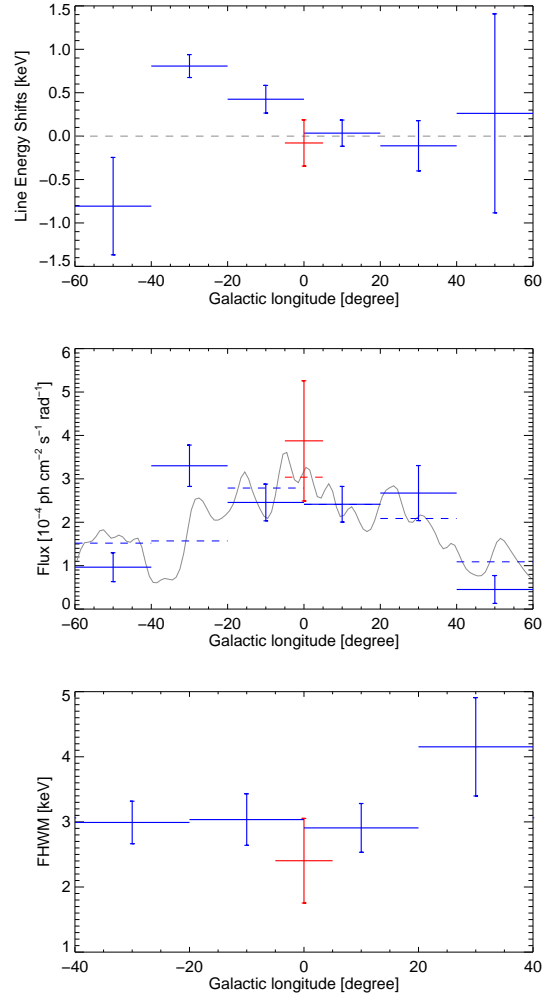 1.5
1.0
0.5
0.0
−0.5
−1.0
−1.5
Line Energy Shifts [keV]
−60 −40 −20 0 20 40 60
Galactic longitude [degree]
6
5
4
3
2
1
0
Flux [10⁻⁴ ph cm⁻² s⁻¹ rad⁻¹]
−60 −40 −20 0 20 40 60
Galactic longitude [degree]
5
4
3
2
1
FHWM [keV]
−40 −20 0 20 40
Galactic longitude [degree]